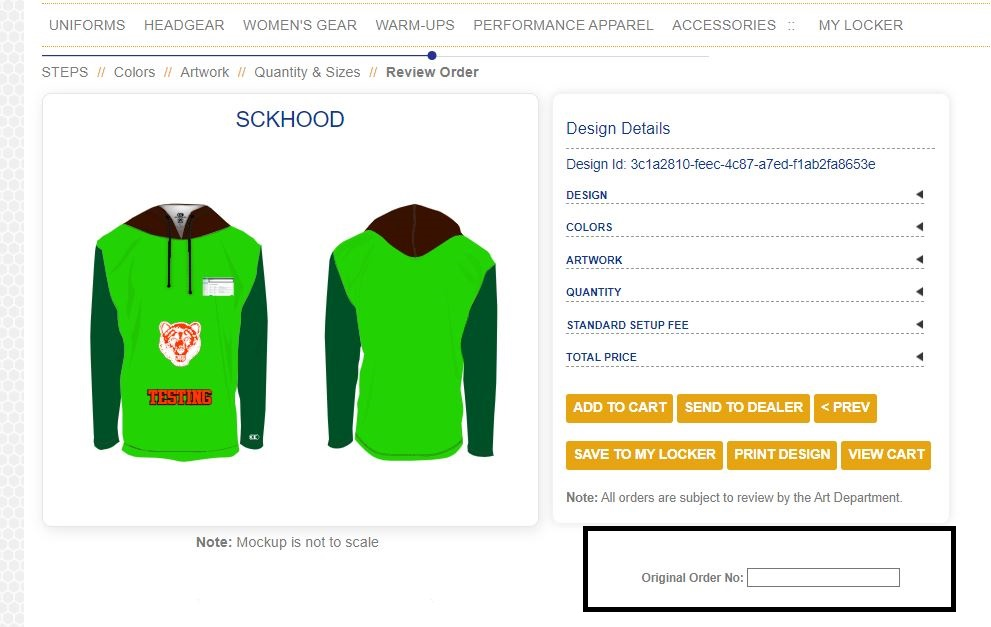 UNIFORMS HEADGEAR WOMEN'S GEAR WARM-UPS PERFORMANCE APPAREL ACCESSORIES :: MY LOCKER
STEPS // Colors // Artwork // Quantity & Sizes // Review Order
SCKHOOD
TESTING
Note: Mockup is not to scale
Design Details
Design Id: 3c1a2810-feec-4c87-a7ed-f1ab2fa8653e
DESIGN
COLORS
ARTWORK
QUANTITY
STANDARD SETUP FEE
TOTAL PRICE
ADD TO CART SEND TO DEALER < PREV
SAVE TO MY LOCKER PRINT DESIGN VIEW CART
Note: All orders are subject to review by the Art Department.
Original Order No: